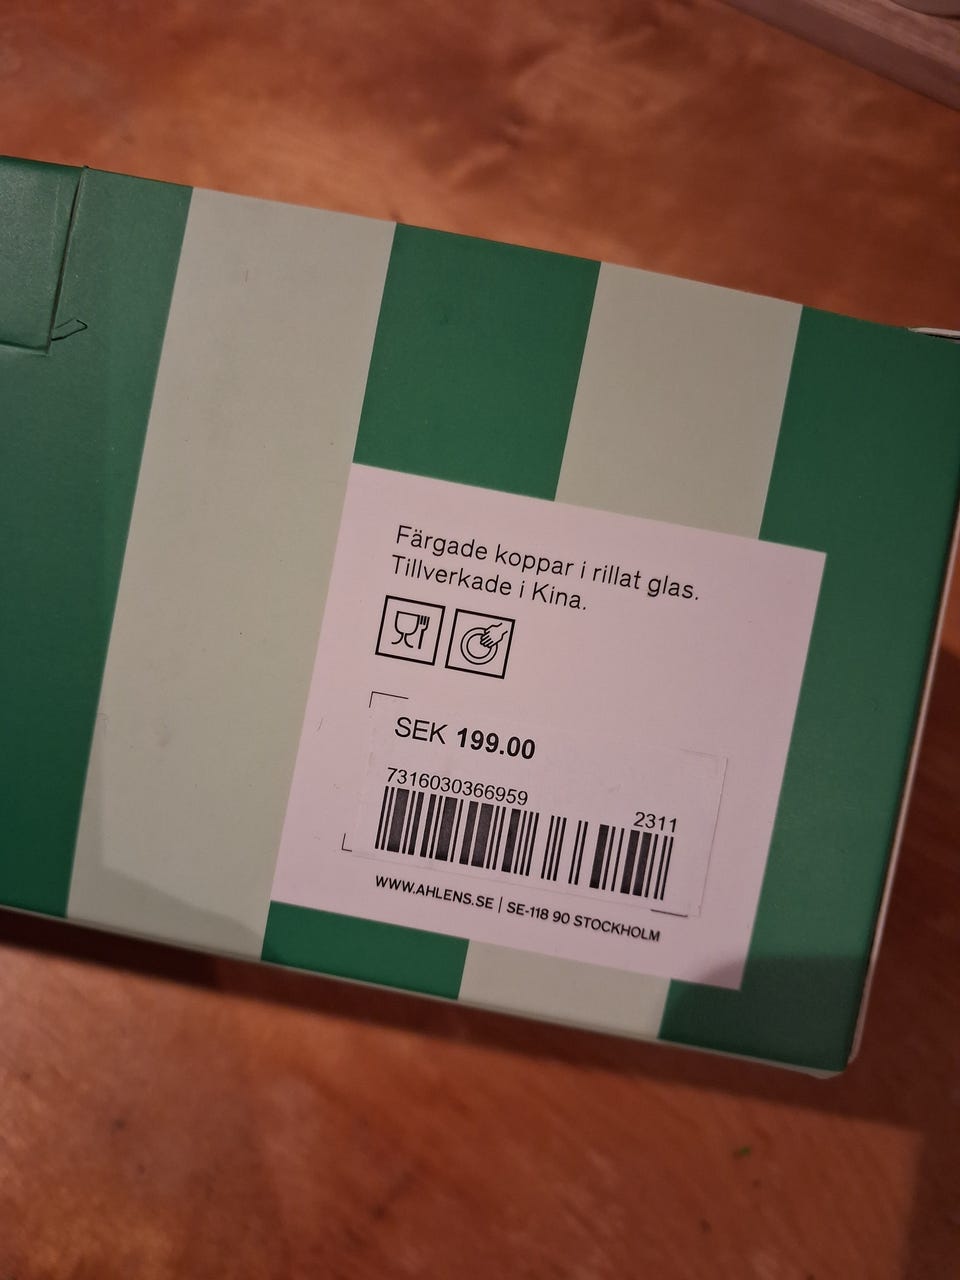 Färgade koppar i rillat glas.
Tillverkade i Kina.
SEK 199.00
7316030366959
2311
WWW.AHLENS.SE | SE-118 90 STOCKHOLM